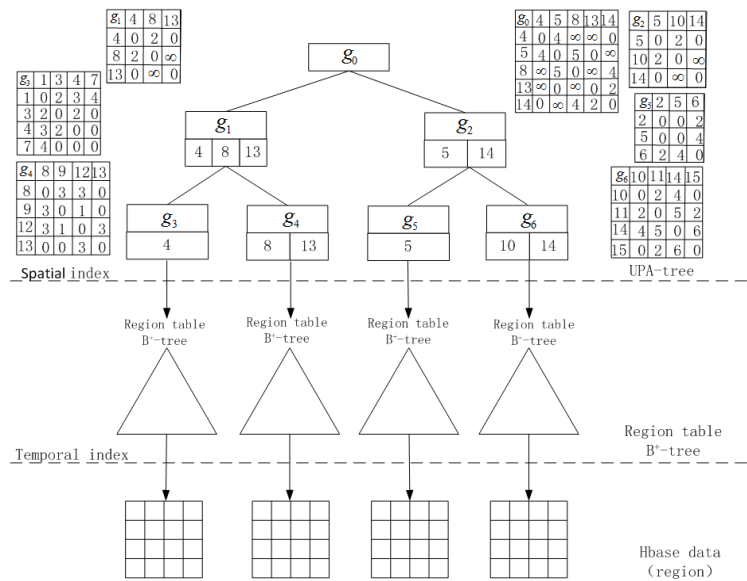 g1 4 8 13
4 0 2 0
8 2 0 ∞
13 0 ∞ 0
g0 4 5 8 13 14
4 0 4 ∞ ∞ 0
5 4 0 5 0 ∞
8 ∞ 5 0 ∞ 4
13 ∞ 0 ∞ 0 2
14 0 ∞ 4 2 0
g2 5 10 14
5 0 2 0
10 2 0 ∞
14 0 ∞ 0
g0
g3 1 3 4 7
1 0 2 3 4
3 2 0 2 0
4 3 2 0 0
7 4 0 0 0
g5 2 5 6
2 0 0 2
5 0 0 4
6 2 4 0
g1
4 8 13
g2
5 14
g4 8 9 12 13
8 0 3 3 0
9 3 0 1 0
12 3 1 0 3
13 0 0 3 0
g6 10 11 14 15
10 0 2 4 0
11 2 0 5 2
14 4 5 0 6
15 0 2 6 0
g3
4
g4
8 13
g5
5
g6
10 14
Spatial index
UPA-tree
Region table
B+-tree
Region table
B+-tree
Region table
B+-tree
Region table
B+-tree
Temporal index
Region table
B+-tree
Hbase data
(region)